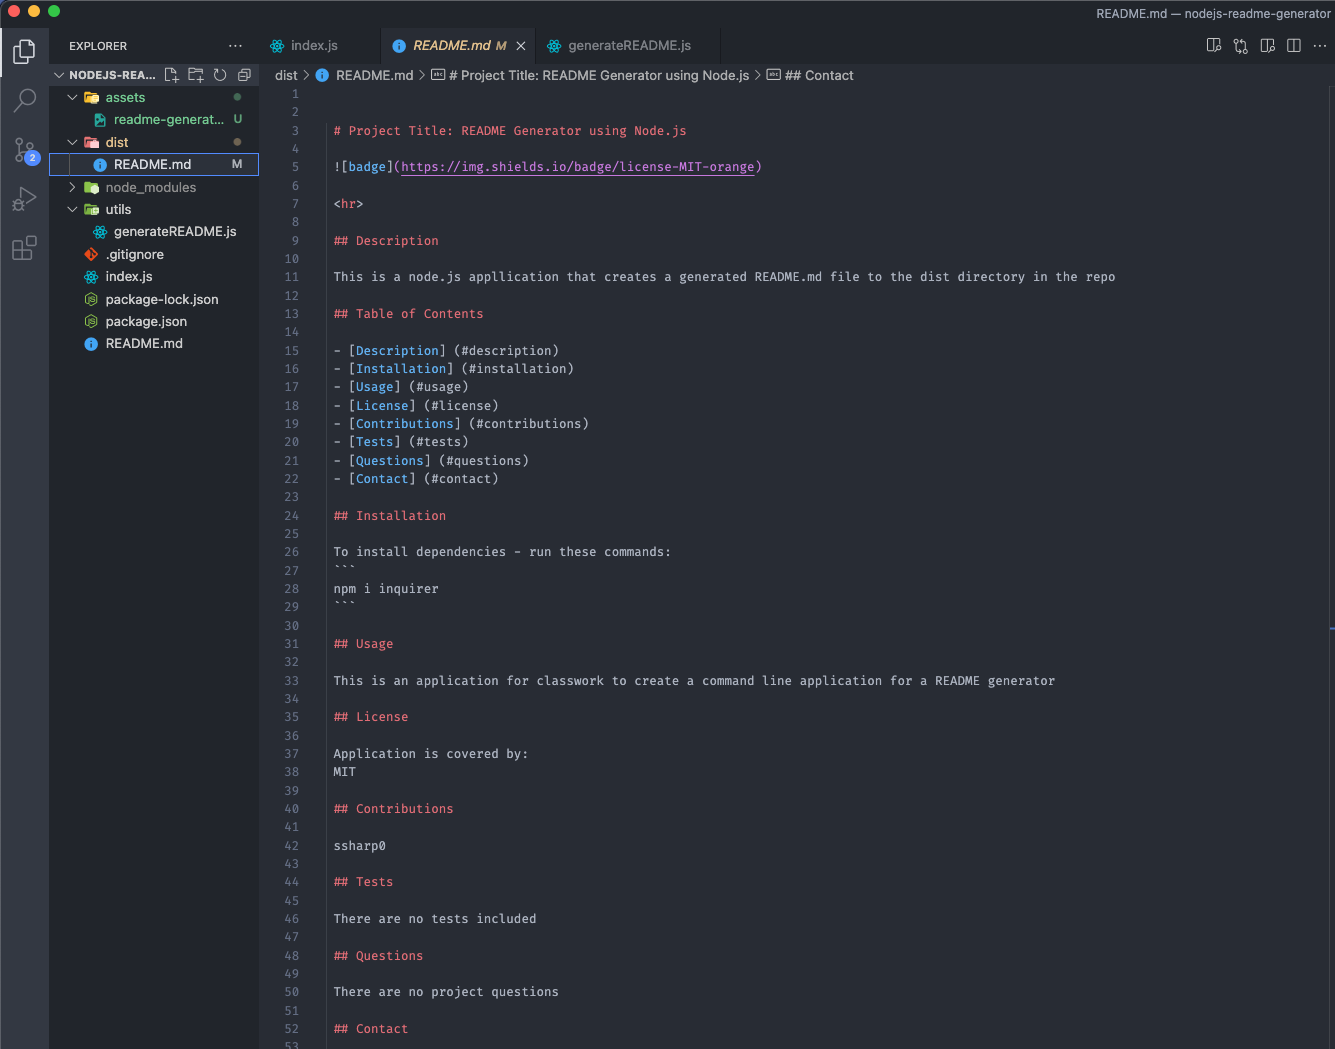 README.md — nodejs-readme-generator
EXPLORER
index.js
README.md M
generateREADME.js
NODEJS-REA...
dist > README.md > # Project Title: README Generator using Node.js > ## Contact
assets
readme-generat... U
dist
README.md M
node_modules
utils
generateREADME.js
.gitignore
index.js
package-lock.json
package.json
README.md
2
1
2
3 # Project Title: README Generator using Node.js
4
5 ![badge](https://img.shields.io/badge/license-MIT-orange)
6
7 <hr>
8
9 ## Description
10
11 This is a node.js appllication that creates a generated README.md file to the dist directory in the repo
12
13 ## Table of Contents
14
15 - [Description] (#description)
16 - [Installation] (#installation)
17 - [Usage] (#usage)
18 - [License] (#license)
19 - [Contributions] (#contributions)
20 - [Tests] (#tests)
21 - [Questions] (#questions)
22 - [Contact] (#contact)
23
24 ## Installation
25
26 To install dependencies - run these commands:
27 ```
28 npm i inquirer
29 ```
30
31 ## Usage
32
33 This is an application for classwork to create a command line application for a README generator
34
35 ## License
36
37 Application is covered by:
38 MIT
39
40 ## Contributions
41
42 ssharp0
43
44 ## Tests
45
46 There are no tests included
47
48 ## Questions
49
50 There are no project questions
51
52 ## Contact
53